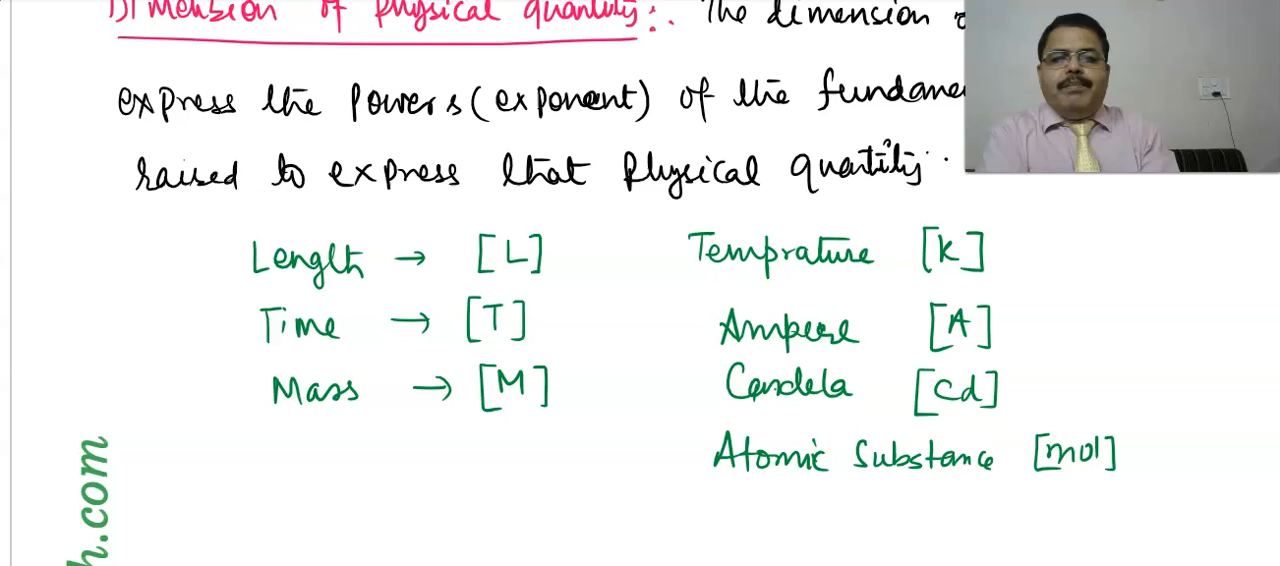 Dimension of Physical quantity:. The dimension
express the Powers (exponent) of the fundame
raised to express that Physical quantity.
Length → [L]
Time → [T]
Mass → [M]
Temprature [K]
Ampere [A]
Candela [Cd]
Atomic Substance [mol]
h.com